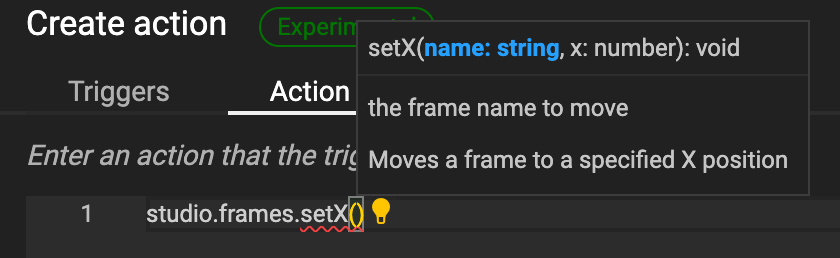 Create action
Experim
setX(name: string, x: number): void
Triggers
Action
the frame name to move
Enter an action that the trig
Moves a frame to a specified X position
1
studio.frames.setX()